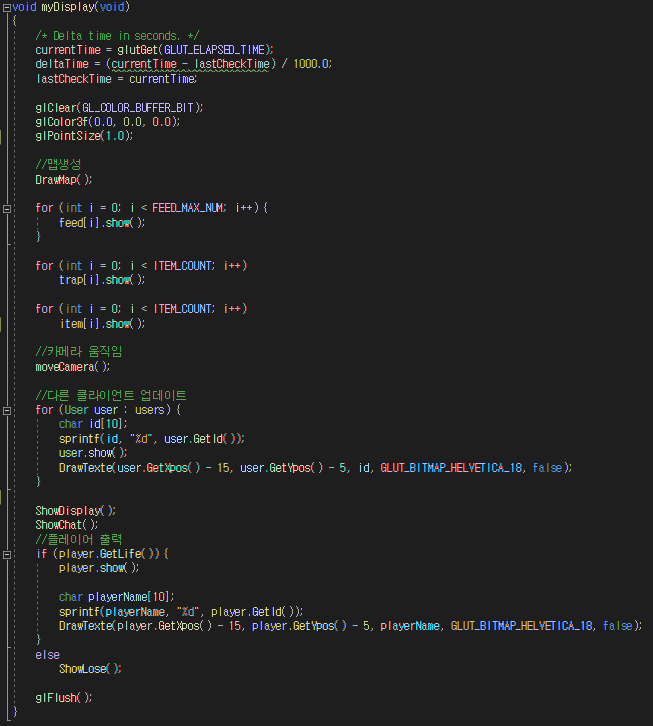 void myDisplay(void)
{
    /* Delta time in seconds. */
    currentTime = glutGet(GLUT_ELAPSED_TIME);
    deltaTime = (currentTime - lastCheckTime) / 1000.0;
    lastCheckTime = currentTime;

    glClear(GL_COLOR_BUFFER_BIT);
    glColor3f(0.0, 0.0, 0.0);
    glPointSize(1.0);

    //맵생성
    DrawMap();

    for (int i = 0; i < FEED_MAX_NUM; i++) {
        feed[i].show();
    }

    for (int i = 0; i < ITEM_COUNT; i++)
        trap[i].show();

    for (int i = 0; i < ITEM_COUNT; i++)
        item[i].show();

    //카메라 움직임
    moveCamera();

    //다른 클라이언트 업데이트
    for (User user : users) {
        char id[10];
        sprintf(id, "%d", user.GetId());
        user.show();
        DrawTexte(user.GetXpos() - 15, user.GetYpos() - 5, id, GLUT_BITMAP_HELVETICA_18, false);
    }

    ShowDisplay();
    ShowChat();
    //플레이어 출력
    if (player.GetLife()) {
        player.show();

        char playerName[10];
        sprintf(playerName, "%d", player.GetId());
        DrawTexte(player.GetXpos() - 15, player.GetYpos() - 5, playerName, GLUT_BITMAP_HELVETICA_18, false);
    }
    else
        ShowLose();

    glFlush();
}